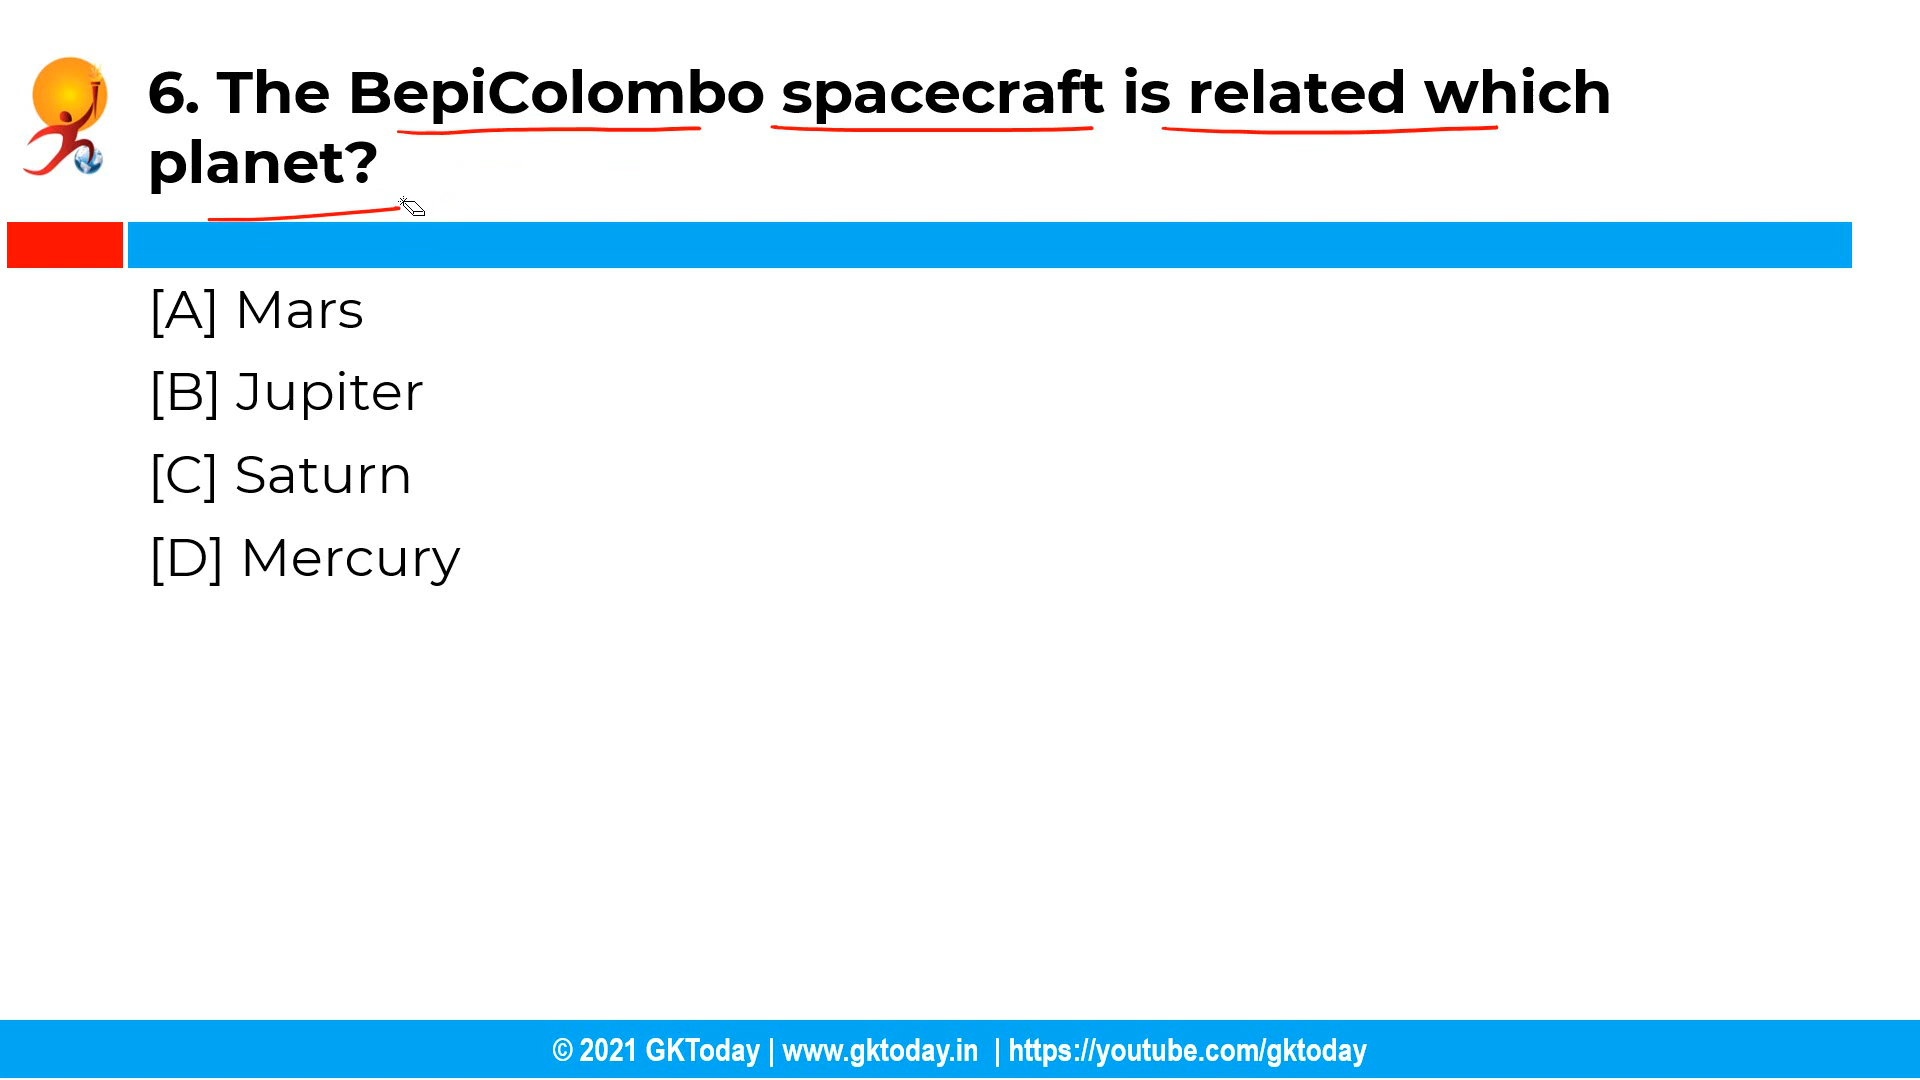 6. The BepiColombo spacecraft is related which
planet?
[A] Mars
[B] Jupiter
[C] Saturn
[D] Mercury
© 2021 GKToday | www.gktoday.in | https://youtube.com/gktoday